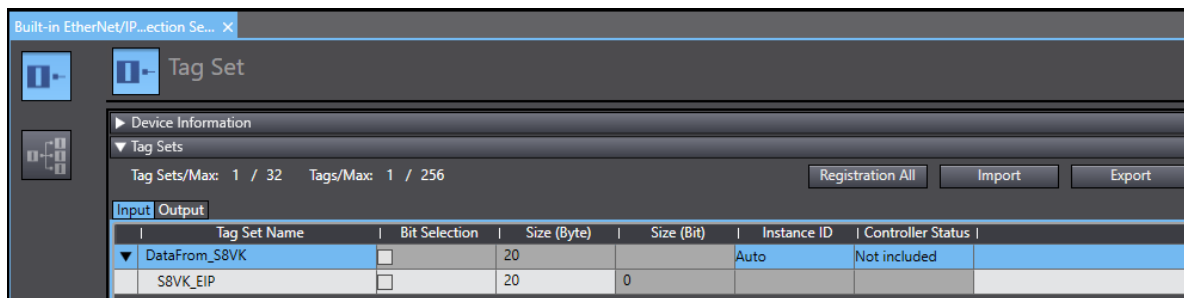 Built-in EtherNet/IP...ection Se... ×
Tag Set
Device Information
Tag Sets
Tag Sets/Max: 1 / 32 Tags/Max: 1 / 256 Registration All Import Export
Input Output
Tag Set Name | Bit Selection | Size (Byte) | Size (Bit) | Instance ID | Controller Status |
DataFrom_S8VK 20 Auto Not included
S8VK_EIP 20 0